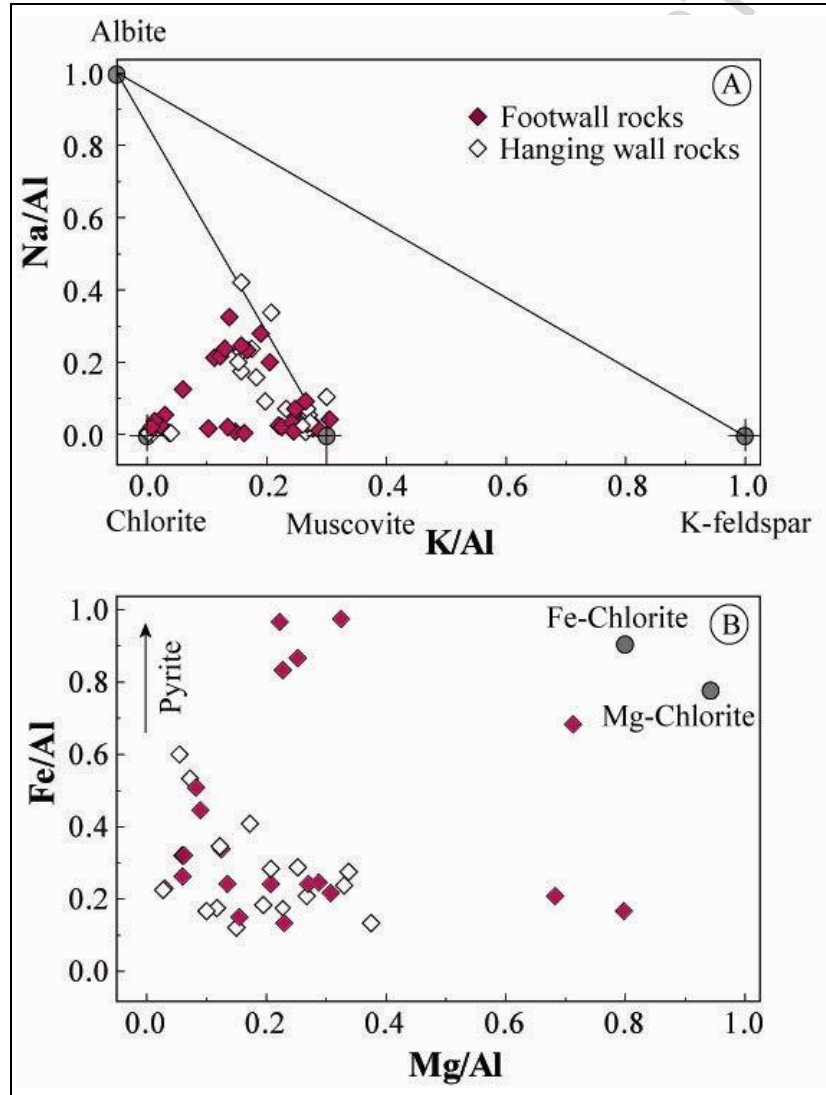 Albite
1.0
A
Footwall rocks
Hanging wall rocks
0.8
0.6
0.4
0.2
0.0
Na/Al
0.0 0.2 0.4 0.6 0.8 1.0
Chlorite Muscovite K-feldspar
K/Al
1.0
Fe-Chlorite
B
Pyrite
0.8
Mg-Chlorite
0.6
0.4
0.2
0.0
Fe/Al
0.0 0.2 0.4 0.6 0.8 1.0
Mg/Al